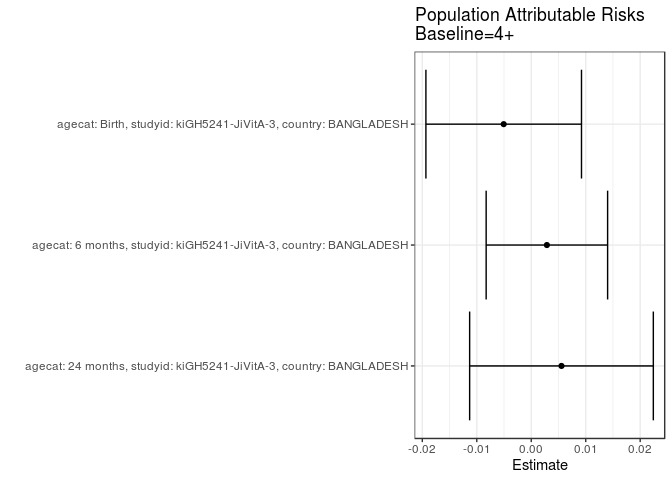 Population Attributable Risks
Baseline=4+
agecat: Birth, studyid: kiGH5241-JiVitA-3, country: BANGLADESH
agecat: 6 months, studyid: kiGH5241-JiVitA-3, country: BANGLADESH
agecat: 24 months, studyid: kiGH5241-JiVitA-3, country: BANGLADESH
-0.02 -0.01 0.00 0.01 0.02
Estimate